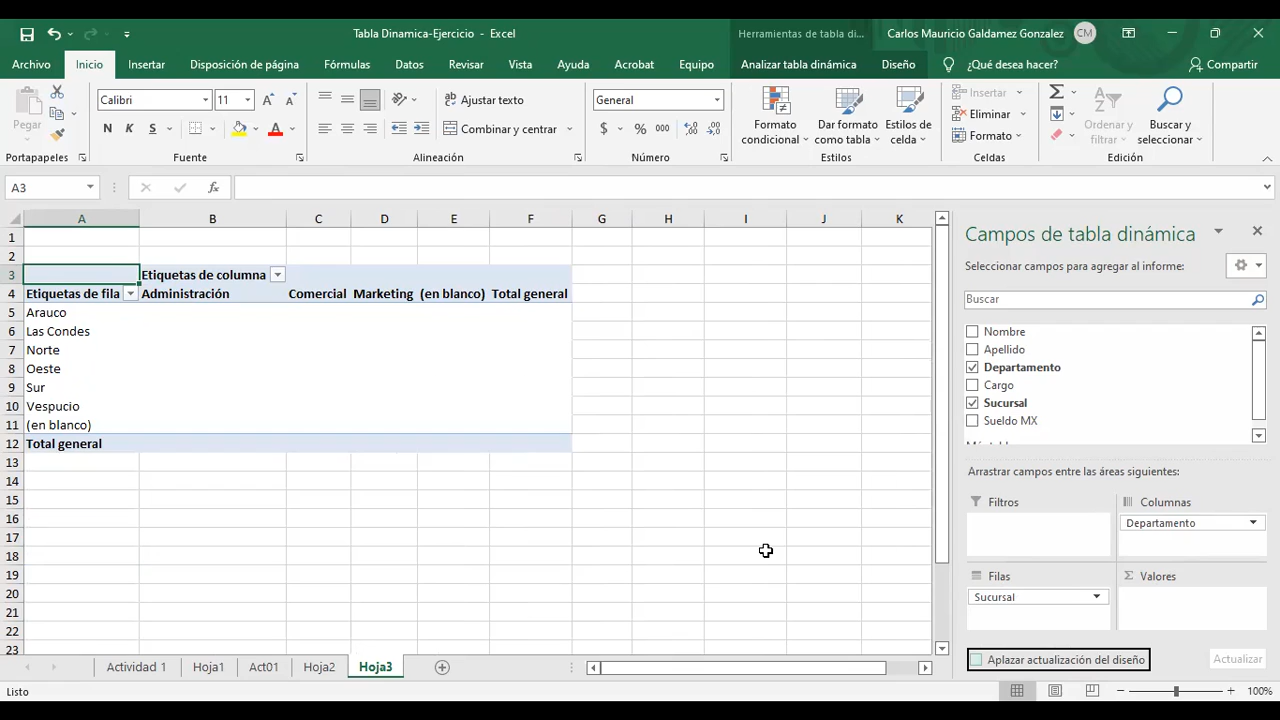 Tabla Dinamica-Ejercicio - Excel
Herramientas de tabla di...
Carlos Mauricio Galdamez Gonzalez
CM
Archivo Inicio Insertar Disposición de página Fórmulas Datos Revisar Vista Ayuda Acrobat Equipo Analizar tabla dinámica Diseño ¿Qué desea hacer? Compartir
Pegar
Calibri 11 A A
N K S A
Ajustar texto
Combinar y centrar
General
$ % 000
Formato condicional
Dar formato como tabla
Estilos de celda
Insertar
Eliminar
Formato
Ordenar y filtrar
Buscar y seleccionar
Portapapeles Fuente Alineación Número Estilos Celdas Edición
A3 fx
A B C D E F G H I J K
1
2
3 Etiquetas de columna
4 Etiquetas de fila Administración Comercial Marketing (en blanco) Total general
5 Arauco
6 Las Condes
7 Norte
8 Oeste
9 Sur
10 Vespucio
11 (en blanco)
12 Total general
13
14
15
16
17
18
19
20
21
22
23
Campos de tabla dinámica
Seleccionar campos para agregar al informe:
Buscar
Nombre
Apellido
Departamento
Cargo
Sucursal
Sueldo MX
Arrastrar campos entre las áreas siguientes:
Filtros
Columnas
Departamento
Filas
Sucursal
Σ Valores
Aplazar actualización del diseño
Actualizar
Actividad 1 Hoja1 Act01 Hoja2 Hoja3
Listo
100%